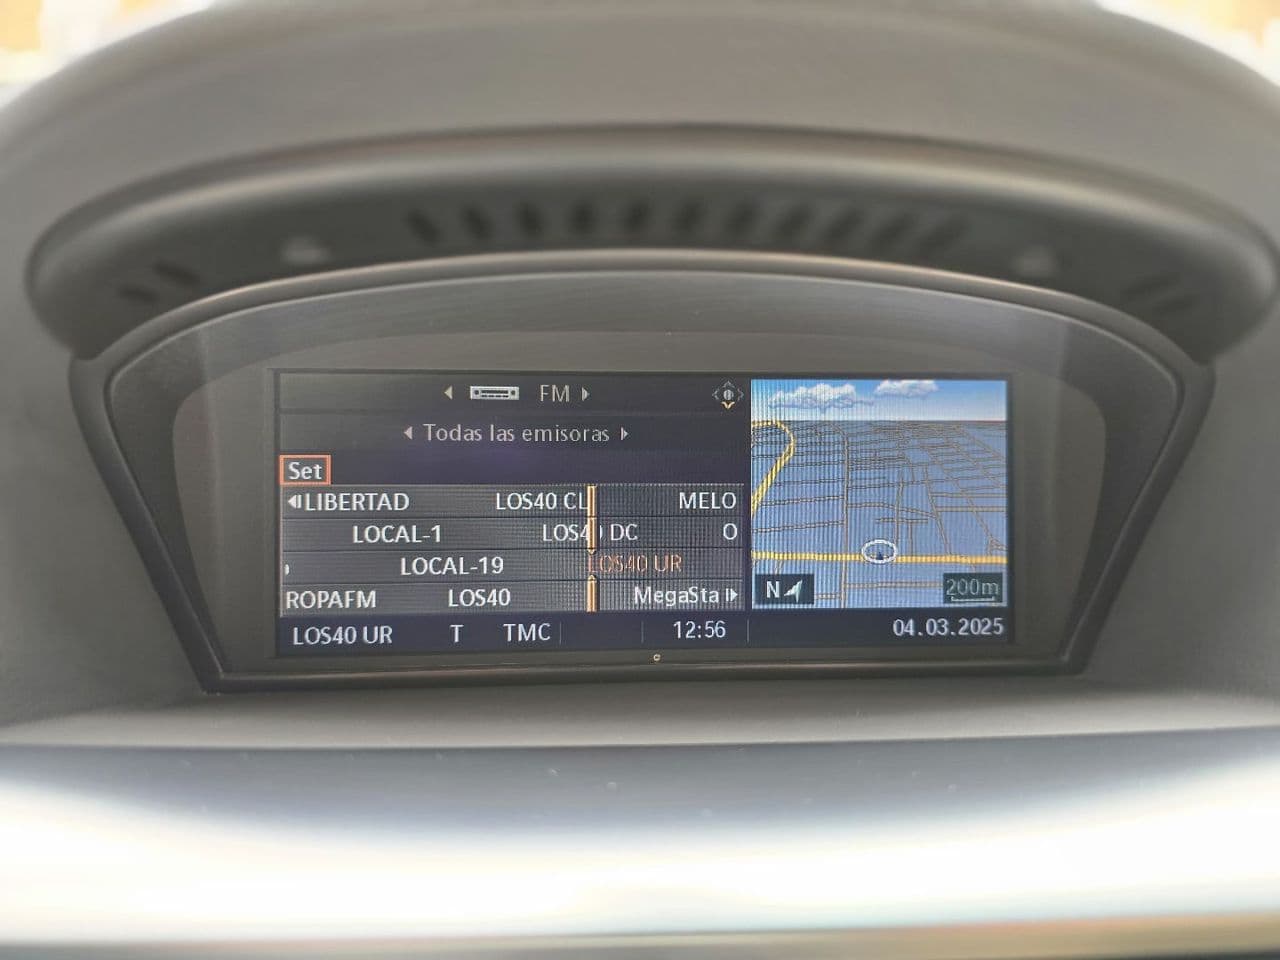 FM
Todas las emisoras
Set
LIBERTAD LOS40 CL MELO
LOCAL-1 LOS40 DC O
LOCAL-19 LOS40 UR
ROPAFM LOS40 MegaSta
LOS40 UR T TMC 12:56 04.03.2025
N 200m